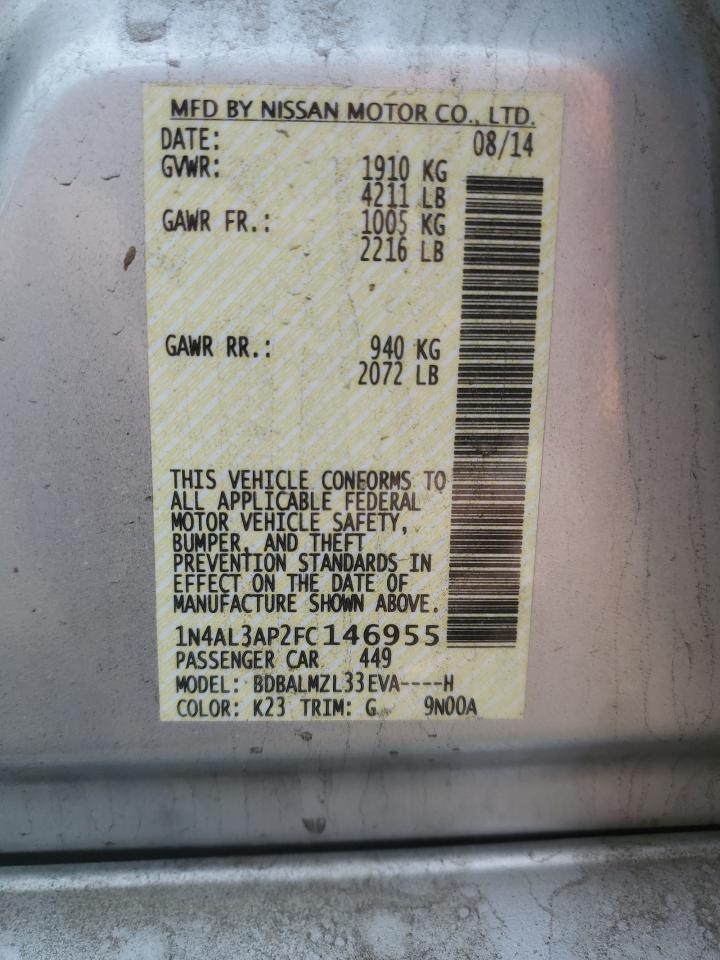 MFD BY NISSAN MOTOR CO., LTD.
DATE: 08/14
GVWR: 1910 KG
4211 LB
GAWR FR.: 1005 KG
2216 LB
GAWR RR.: 940 KG
2072 LB
THIS VEHICLE CONFORMS TO
ALL APPLICABLE FEDERAL
MOTOR VEHICLE SAFETY,
BUMPER, AND THEFT
PREVENTION STANDARDS IN
EFFECT ON THE DATE OF
MANUFACTURE SHOWN ABOVE.
1N4AL3AP2FC146955
PASSENGER CAR 449
MODEL: BDBALMZL33EVA----H
COLOR: K23 TRIM: G 9N00A